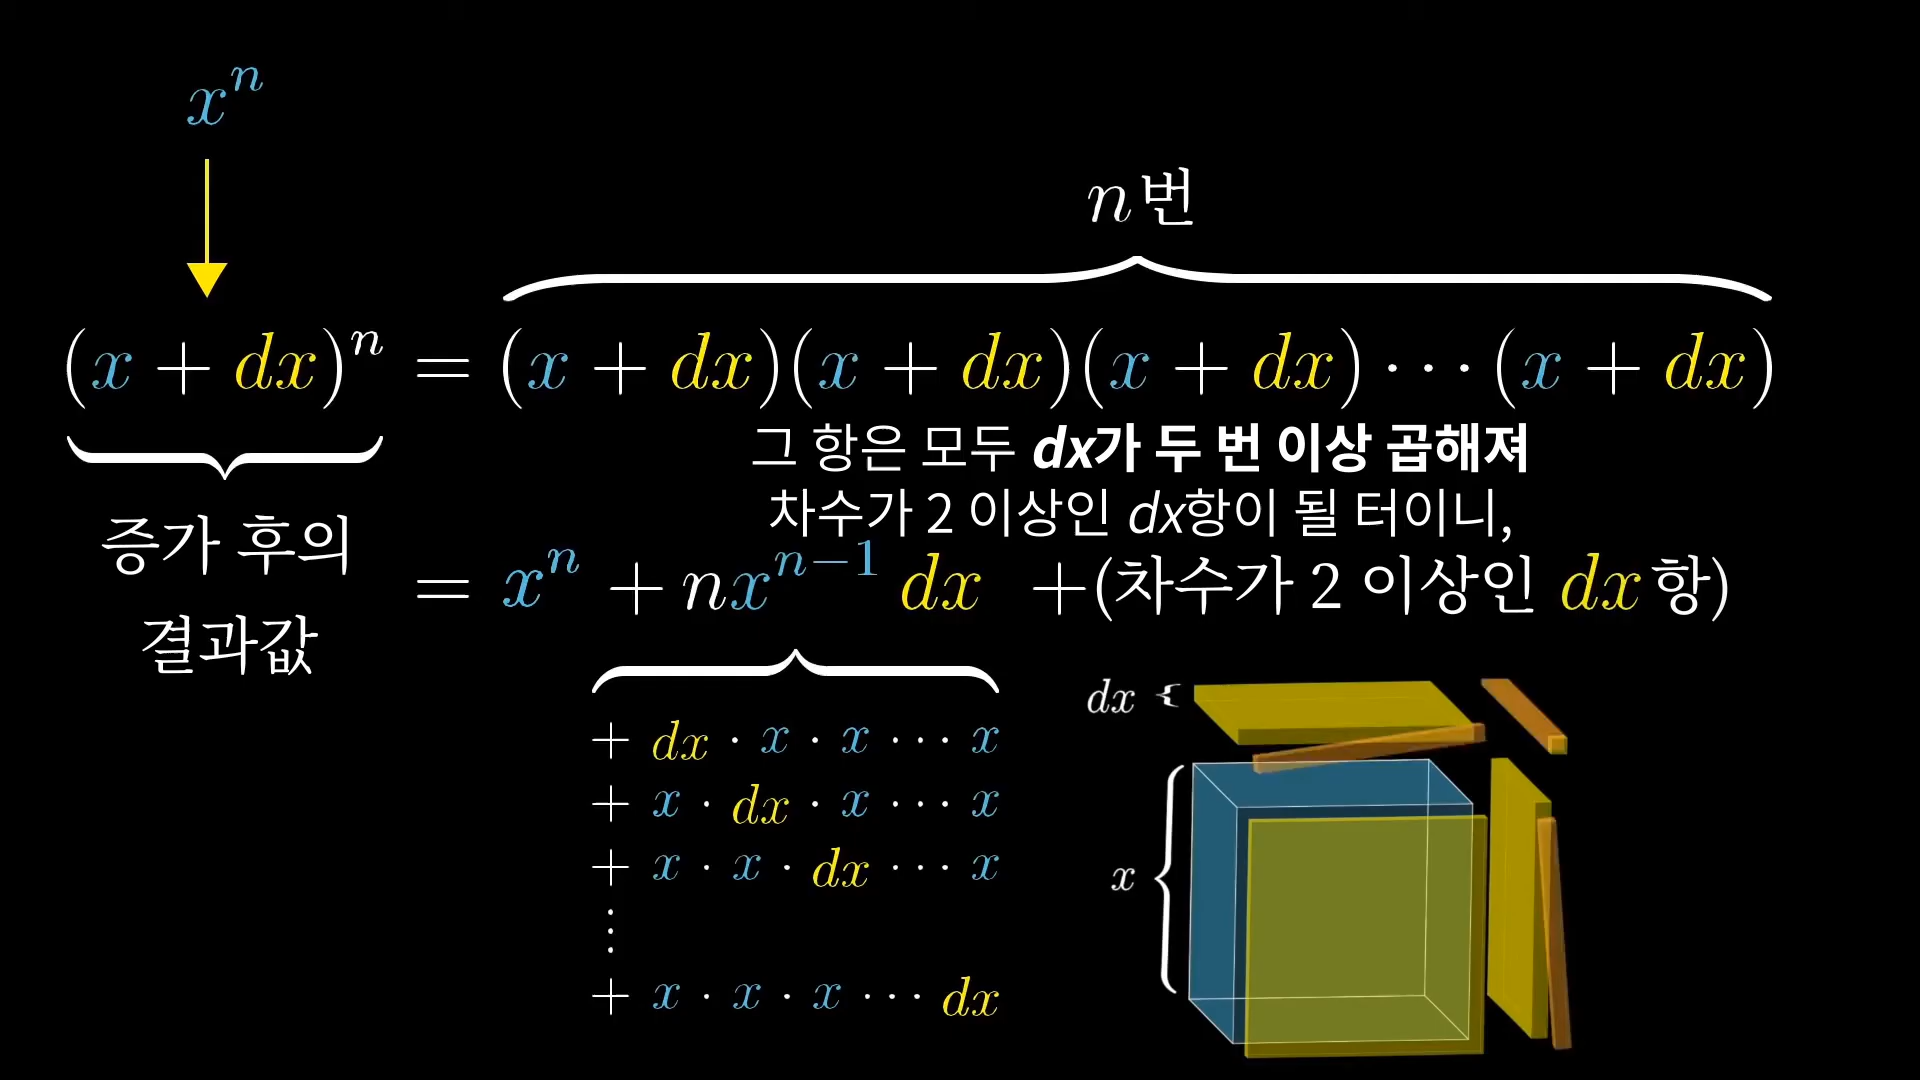 xⁿ
n번
(x + dx)ⁿ = (x + dx)(x + dx)(x + dx) ⋯ (x + dx)
그 항은 모두 dx가 두 번 이상 곱해져
차수가 2 이상인 dx항이 될 터이니,
증가 후의
결과값
= xⁿ + nxⁿ⁻¹ dx +(차수가 2 이상인 dx 항)
+ dx · x · x ⋯ x
+ x · dx · x ⋯ x
+ x · x · dx ⋯ x
⋮
+ x · x · x ⋯ dx
dx {
x {